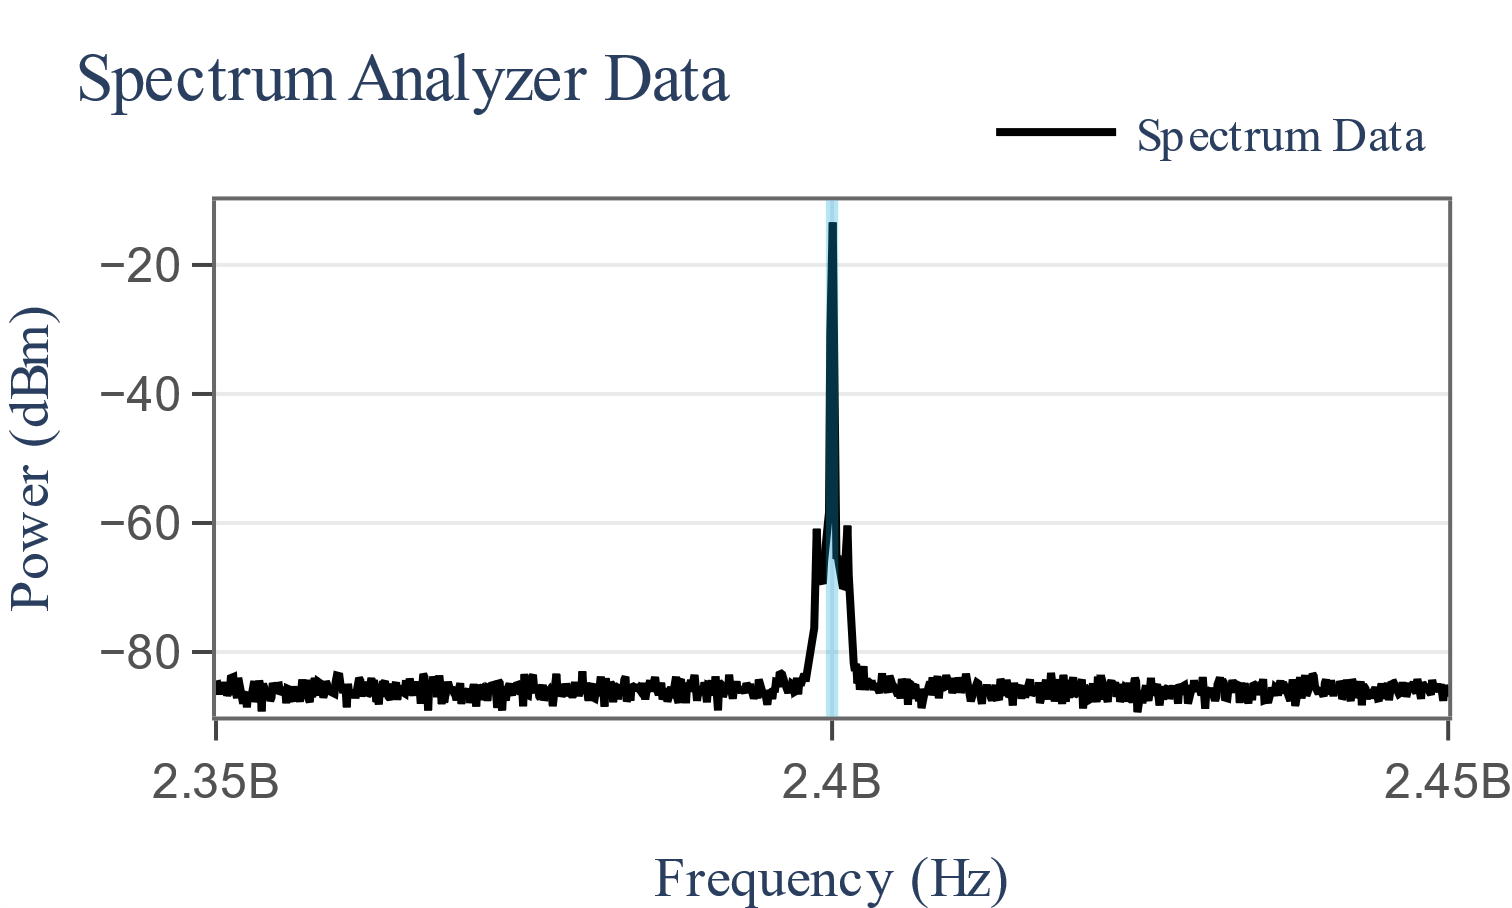 Spectrum Analyzer Data
Spectrum Data
Power (dBm)
−20
−40
−60
−80
2.35B
2.4B
2.45B
Frequency (Hz)